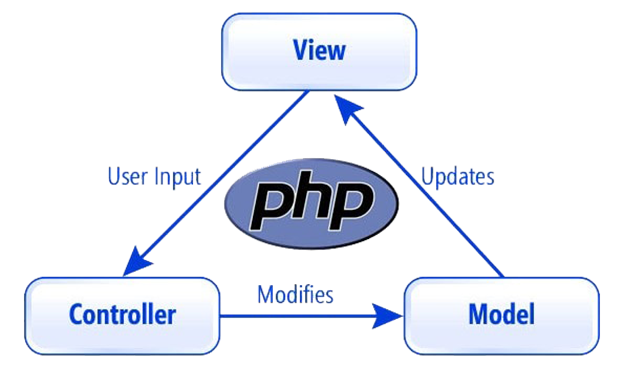 View
User Input
php
Updates
Controller
Modifies
Model